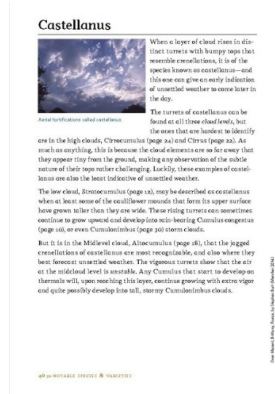 Castellanus
When a layer of cloud rises in dis-
tinct turrets with bumpy tops that
resemble crenellations, it is of the
species known as castellanus—and
this one can give an early indication
of unsettled weather to come later in
the day.
Aerial fortifications called castellanus
The turrets of castellanus can be
found at all three cloud levels, but
the ones that are hardest to identify
are in the high clouds, Cirrocumulus (page 24) and Cirrus (page 22). As
much as anything, this is because the cloud elements are so far away that
they appear tiny from the ground, making any observation of the subtle
nature of their tops rather challenging. Luckily, these examples of castel-
lanus are also the least indicative of unsettled weather.
The low cloud, Stratocumulus (page 12), may be described as castellanus
when at least some of the cauliflower mounds that form its upper surface
have grown taller than they are wide. These rising turrets can sometimes
continue to grow upward and develop into rain-bearing Cumulus congestus
(page 10), or even Cumulonimbus (page 30) storm clouds.
But it is in the Midlevel cloud, Altocumulus (page 16), that the jagged
crenellations of castellanus are most recognizable, and also where they
best forecast unsettled weather. The vigorous turrets show that the air
at the midcloud level is unstable. Any Cumulus that start to develop on
thermals will, upon reaching this layer, continue growing with extra vigor
and quite possibly develop into tall, stormy Cumulonimbus clouds.
NOTABLE SPECIES & VARIETIES